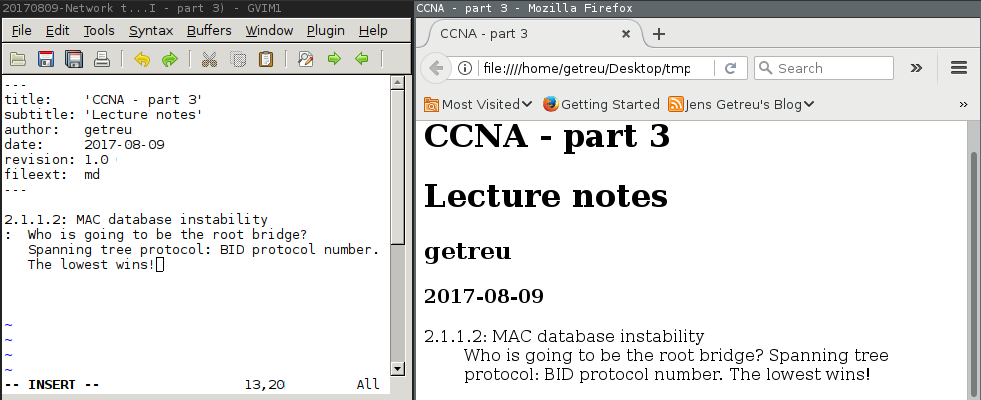 20170809-Network t...I - part 3) - GVIM1
File Edit Tools Syntax Buffers Window Plugin Help
---
title: 'CCNA - part 3'
subtitle: 'Lecture notes'
author: getreu
date: 2017-08-09
revision: 1.0
fileext: md
---
2.1.1.2: MAC database instability
: Who is going to be the root bridge?
Spanning tree protocol: BID protocol number.
The lowest wins!
~
~
~
~
-- INSERT -- 13,20 All
CCNA - part 3 - Mozilla Firefox
CCNA - part 3
file:////home/getreu/Desktop/tmp
Search
Most Visited Getting Started Jens Getreu's Blog
CCNA - part 3
Lecture notes
getreu
2017-08-09
2.1.1.2: MAC database instability
Who is going to be the root bridge? Spanning tree
protocol: BID protocol number. The lowest wins!